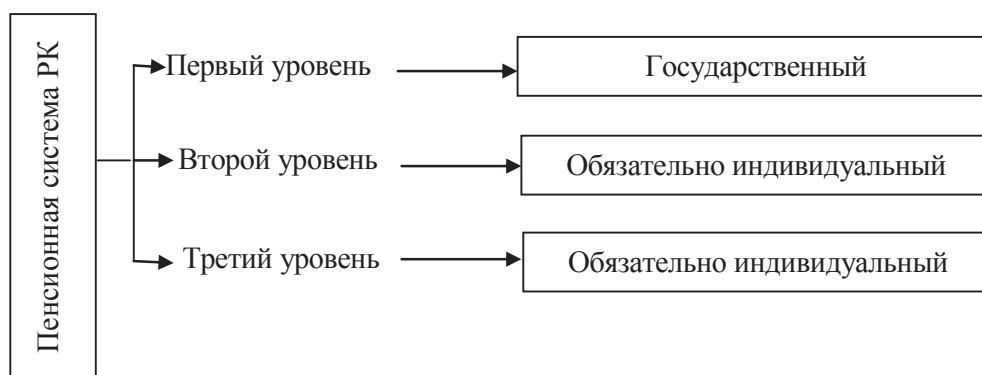 Пенсионная система РК
Первый уровень
Государственный
Второй уровень
Обязательно индивидуальный
Третий уровень
Обязательно индивидуальный